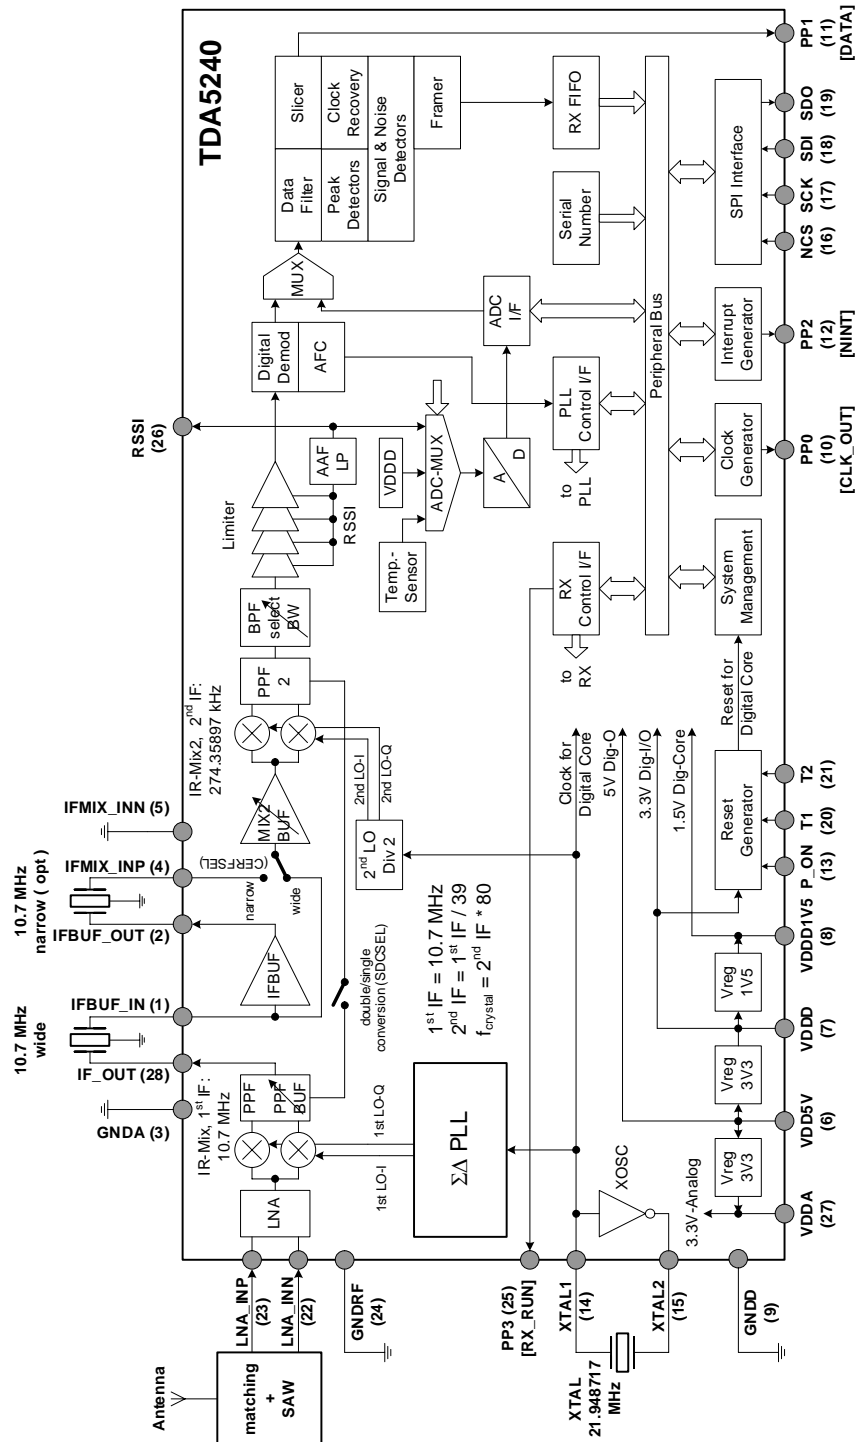 TDA5240
Antenna
matching
+
SAW
LNA_INP
(23)
LNA_INN
(22)
GNDRF
(24)
PP3 (25)
[RX_RUN]
XTAL1
(14)
XTAL
21.948717
MHz
XTAL2
(15)
GNDD
(9)
GNDA (3)
IF_OUT (28)
10.7 MHz
wide
IFBUF_IN (1)
IFBUF_OUT (2)
10.7 MHz
narrow ( opt)
IFMIX_INP (4)
IFMIX_INN (5)
RSSI
(26)
LNA
IR-Mix, 1st IF:
10.7 MHz
PPF
PPF
BUF
1st LO-I
1st LO-Q
ΣΔ PLL
IFBUF
double/single
conversion (SDCSEL)
narrow
wide
(CERFSEL)
MIX2
BUF
IR-Mix2, 2nd IF:
274.35897 kHz
2nd LO-I
2nd LO-Q
2nd LO
Div 2
PPF
2
BPF
select
BW
Limiter
RSSI
AAF
LP
1st IF = 10.7 MHz
2nd IF = 1st IF / 39
fcrystal = 2nd IF * 80
Digital
Demod
AFC
MUX
Data
Filter
Slicer
Peak
Detectors
Clock
Recovery
Signal & Noise
Detectors
Framer
Temp.-
Sensor
VDDD
ADC-MUX
A
D
ADC
I/F
XOSC
Clock for
Digital Core
to
RX
RX
Control I/F
to
PLL
PLL
Control I/F
Serial
Number
RX FIFO
Peripheral Bus
5V Dig-O
3.3V Dig-I/O
1.5V Dig-Core
3.3V-Analog
Vreg
3V3
Vreg
3V3
Vreg
1V5
Reset
Generator
Reset for
Digital Core
System
Management
Clock
Generator
Interrupt
Generator
SPI Interface
VDDA
(27)
VDD5V
(6)
VDDD
(7)
VDDD1V5
(8)
P_ON
(13)
T1
(20)
T2
(21)
PP0
(10)
[CLK_OUT]
PP2
(12)
[NINT]
NCS
(16)
SCK
(17)
SDI
(18)
SDO
(19)
PP1
(11)
[DATA]